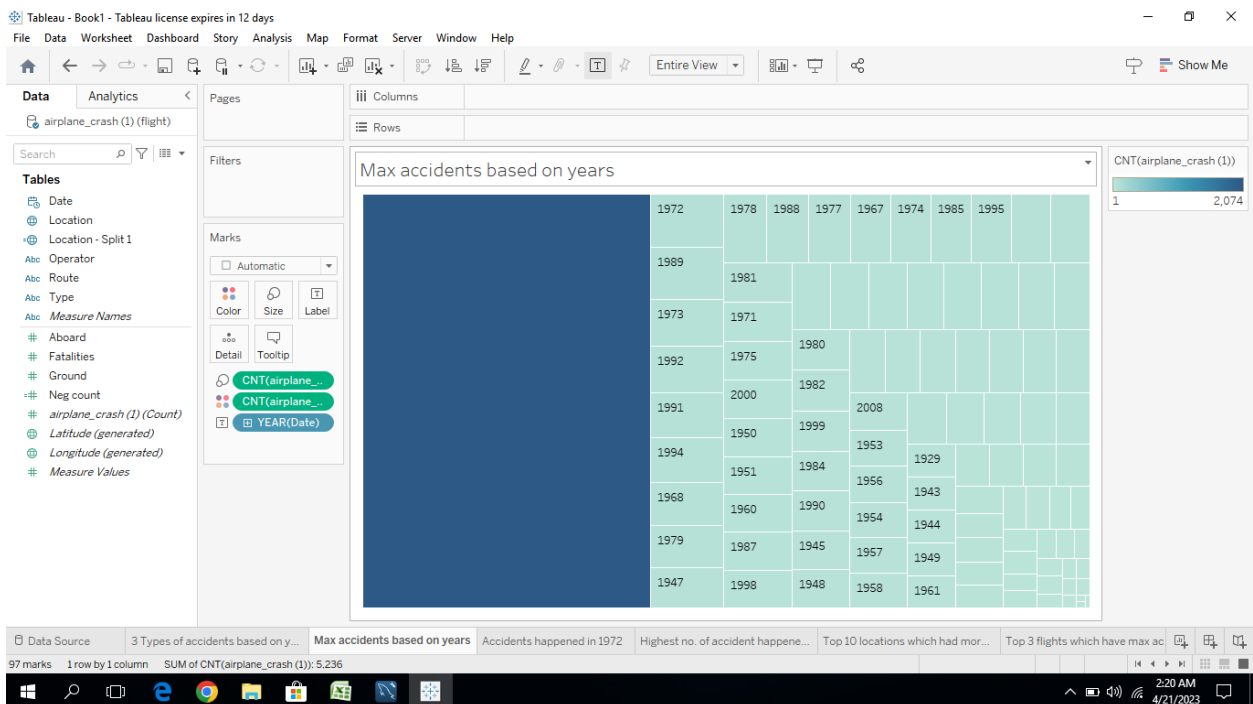 Tableau - Book1 - Tableau license expires in 12 days
File Data Worksheet Dashboard Story Analysis Map Format Server Window Help
Entire View
Show Me
Data Analytics
airplane_crash (1) (flight)
Search
Tables
Date
Location
Location - Split 1
Abc Operator
Abc Route
Abc Type
Abc Measure Names
# Aboard
# Fatalities
# Ground
=# Neg count
# airplane_crash (1) (Count)
Latitude (generated)
Longitude (generated)
# Measure Values
Pages
Filters
Marks
Automatic
Color Size Label
Detail Tooltip
CNT(airplane_..
CNT(airplane_..
YEAR(Date)
Columns
Rows
Max accidents based on years
1972 1978 1988 1977 1967 1974 1985 1995
1989
1973
1992
1991
1994
1968
1979
1947
1981
1971
1975
2000
1950
1951
1960
1987
1998
1980
1982
1999
1984
1990
1945
1948
2008
1953
1956
1954
1957
1958
1929
1943
1944
1949
1961
CNT(airplane_crash (1))
1 2,074
Data Source 3 Types of accidents based on y... Max accidents based on years Accidents happened in 1972 Highest no. of accident happene... Top 10 locations which had mor... Top 3 flights which have max ac
97 marks 1 row by 1 column SUM of CNT(airplane_crash (1)): 5,236
2:20 AM
4/21/2023